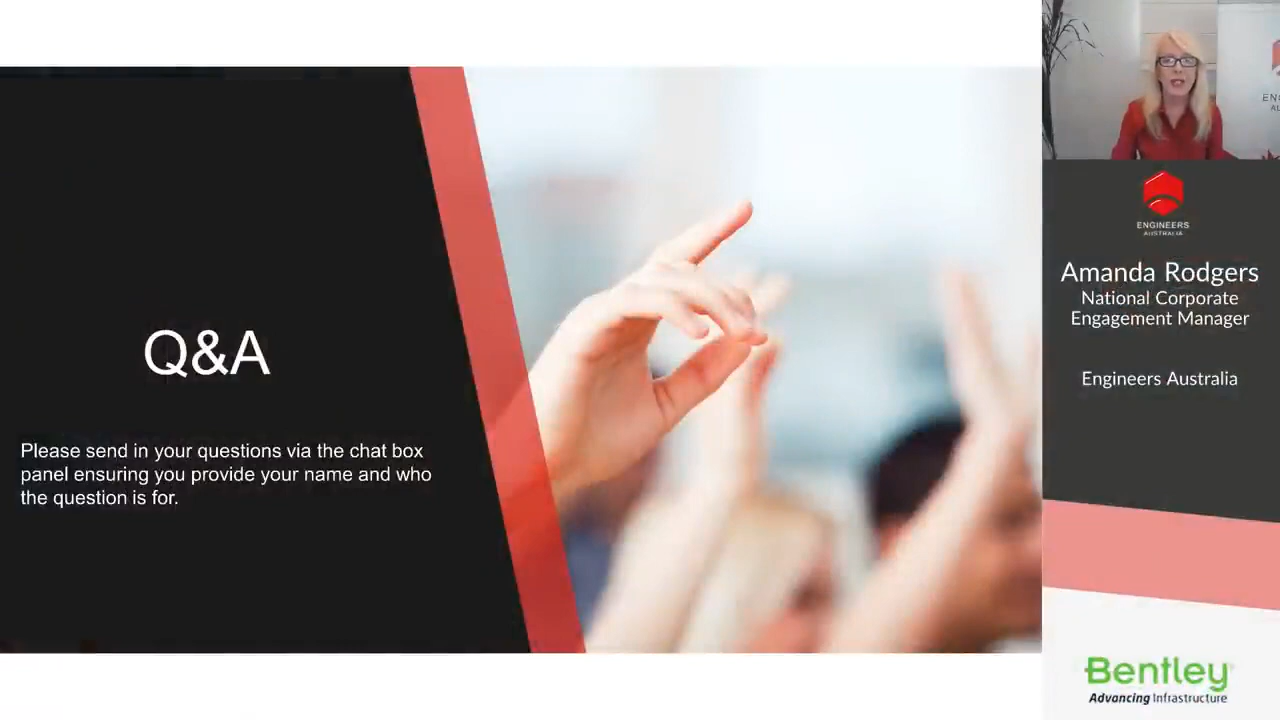 Q&A
Please send in your questions via the chat box
panel ensuring you provide your name and who
the question is for.
ENGINEERS
AUSTRALIA
Amanda Rodgers
National Corporate
Engagement Manager
Engineers Australia
Bentley
Advancing Infrastructure